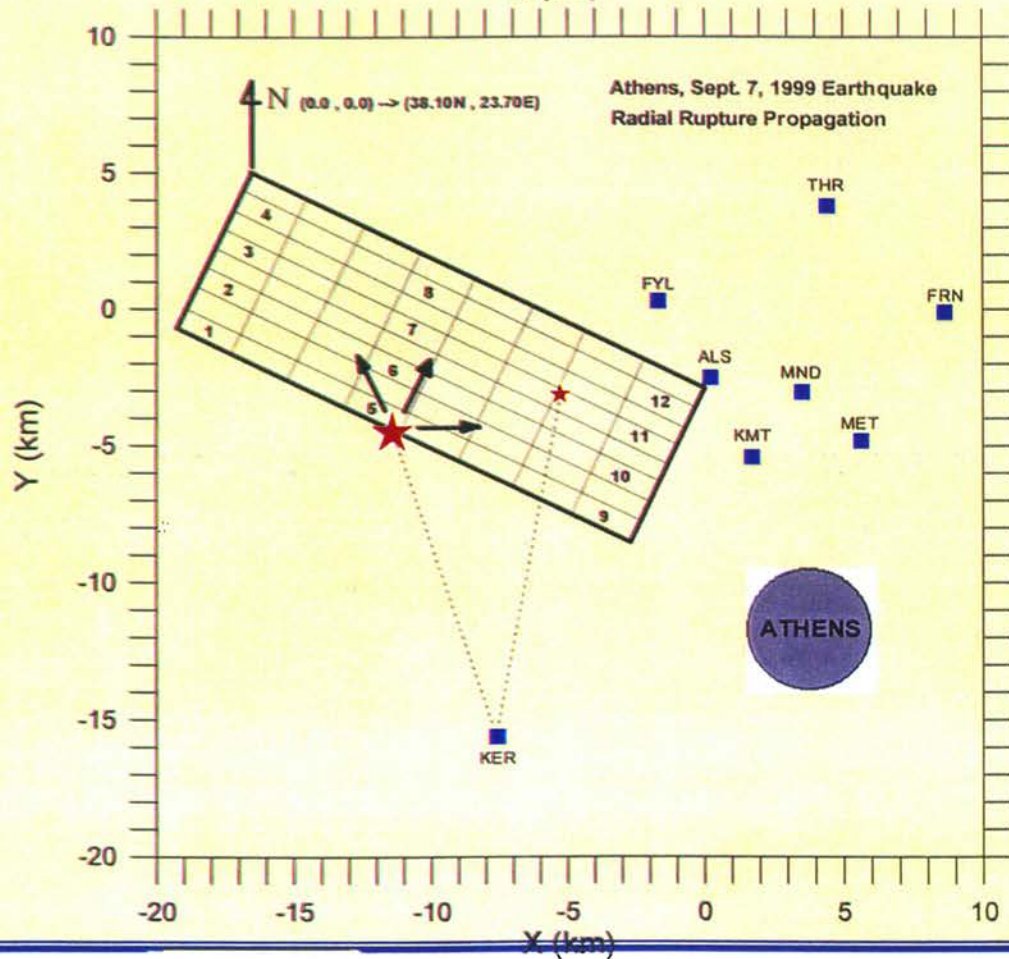 10
Athens, Sept. 7, 1999 Earthquake
N (0.0 , 0.0) --> (38.10N , 23.70E)
Radial Rupture Propagation
5
THR
4
3
FYL
8
2
FRN
0
7
1
ALS
6
MND
12
5
11
MET
KMT
-5
10
9
Y (km)
-10
ATHENS
-15
KER
-20
-20 -15 -10 -5 0 5 10
X (km)